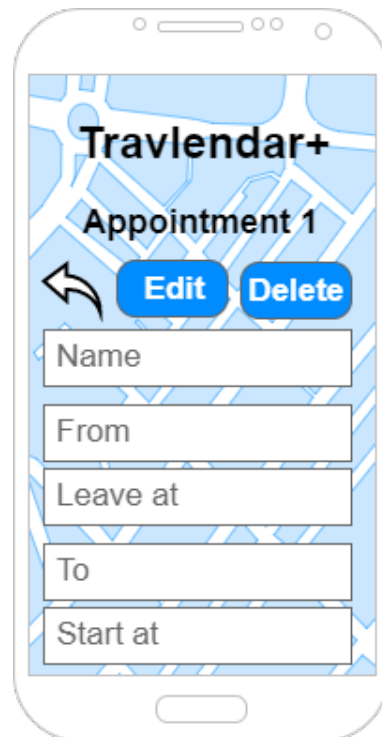 Travlendar+
Appointment 1
Edit Delete
Name
From
Leave at
To
Start at